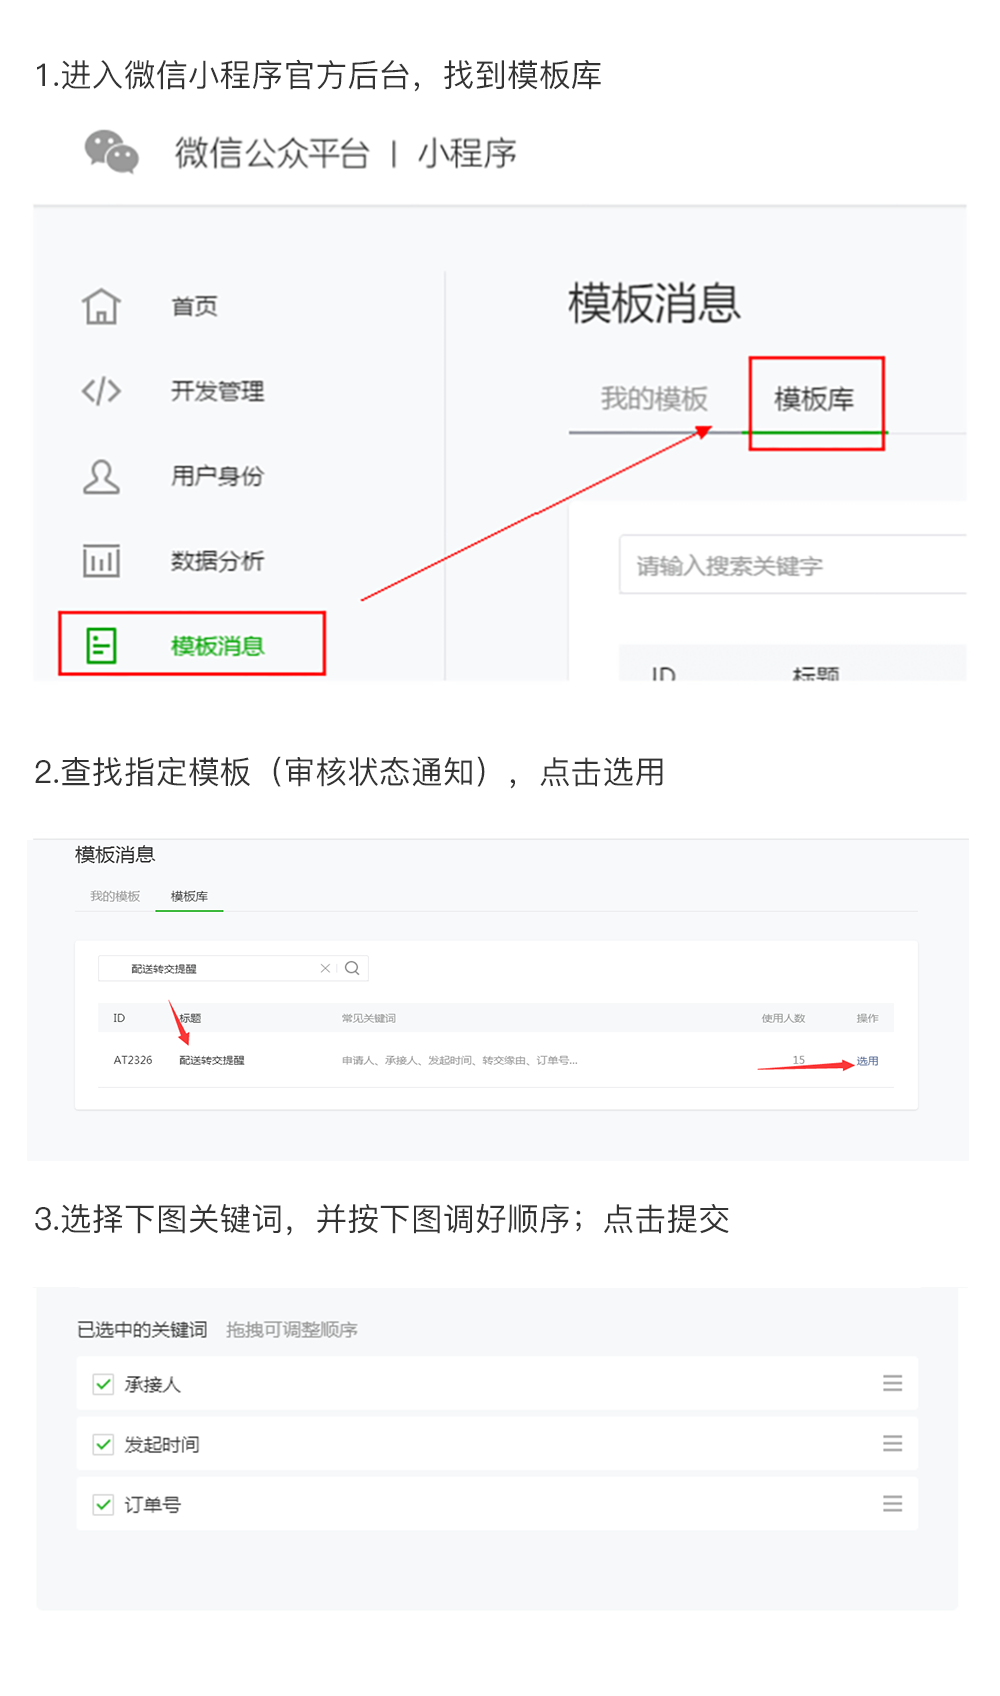 1.进入微信小程序官方后台，找到模板库
微信公众平台 | 小程序
首页
开发管理
用户身份
数据分析
模板消息
模板消息
我的模板 模板库
请输入搜索关键字
ID 标题
2.查找指定模板（审核状态通知），点击选用
模板消息
我的模板 模板库
配送转交提醒
ID 标题 常见关键词 使用人数 操作
AT2326 配送转交提醒 申请人、承接人、发起时间、转交缘由、订单号... 15 选用
3.选择下图关键词，并按下图调好顺序；点击提交
已选中的关键词 拖拽可调整顺序
承接人
发起时间
订单号